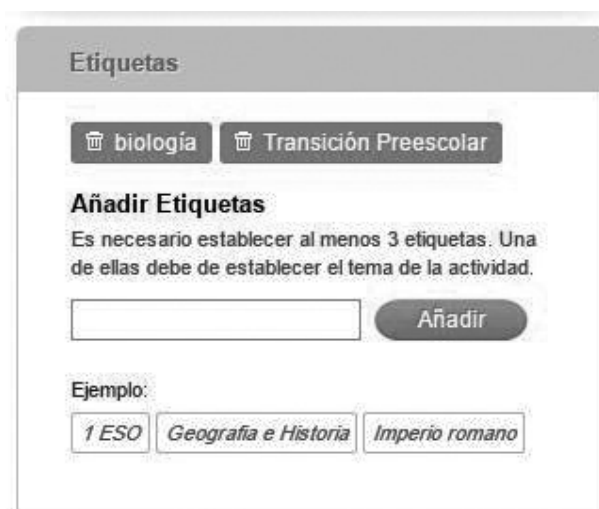 Etiquetas
biología Transición Preescolar
Añadir Etiquetas
Es necesario establecer al menos 3 etiquetas. Una
de ellas debe de establecer el tema de la actividad.
Añadir
Ejemplo:
1 ESO Geografia e Historia Imperio romano